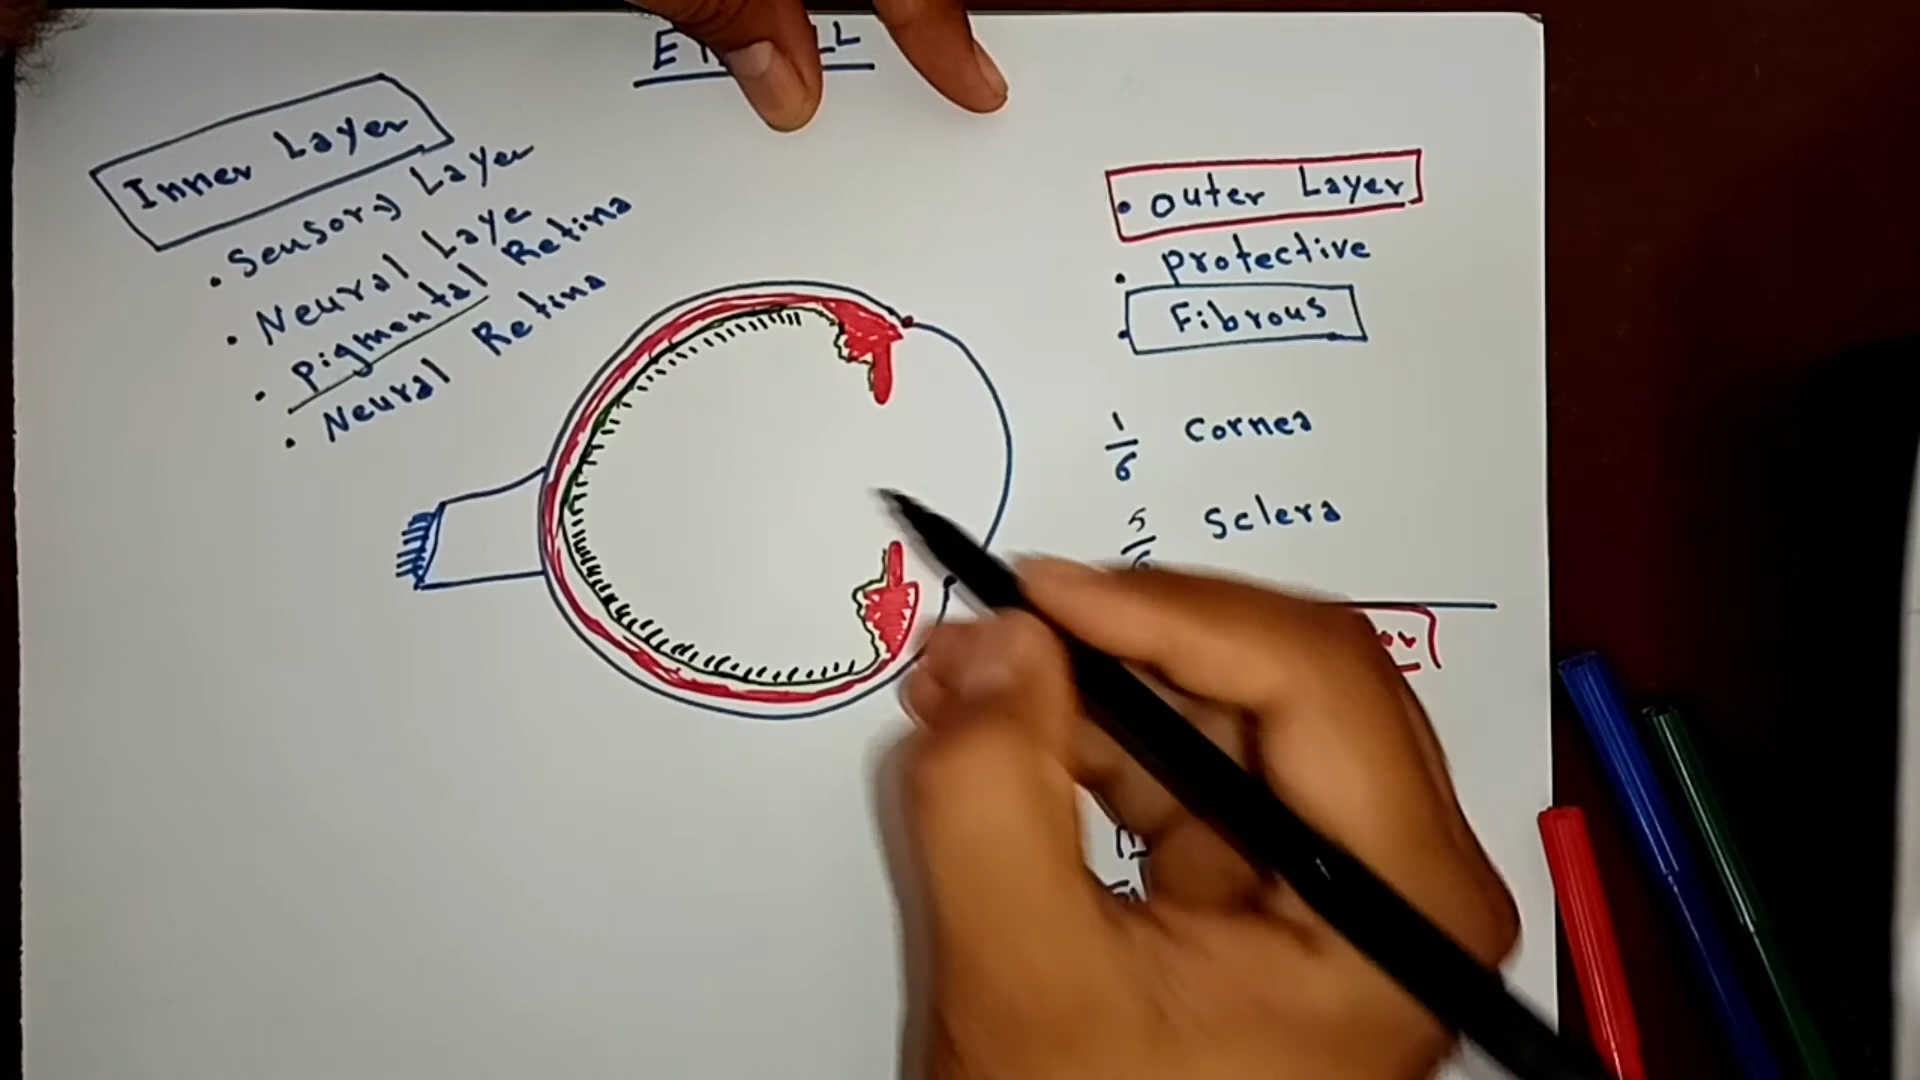 Inner Layer
• Sensory Layer
• Neural Laye
• Pigmental Retina
• Neural Retina
• outer Layer
• Protective
• Fibrous
1/6 Cornea
5/6 Sclera